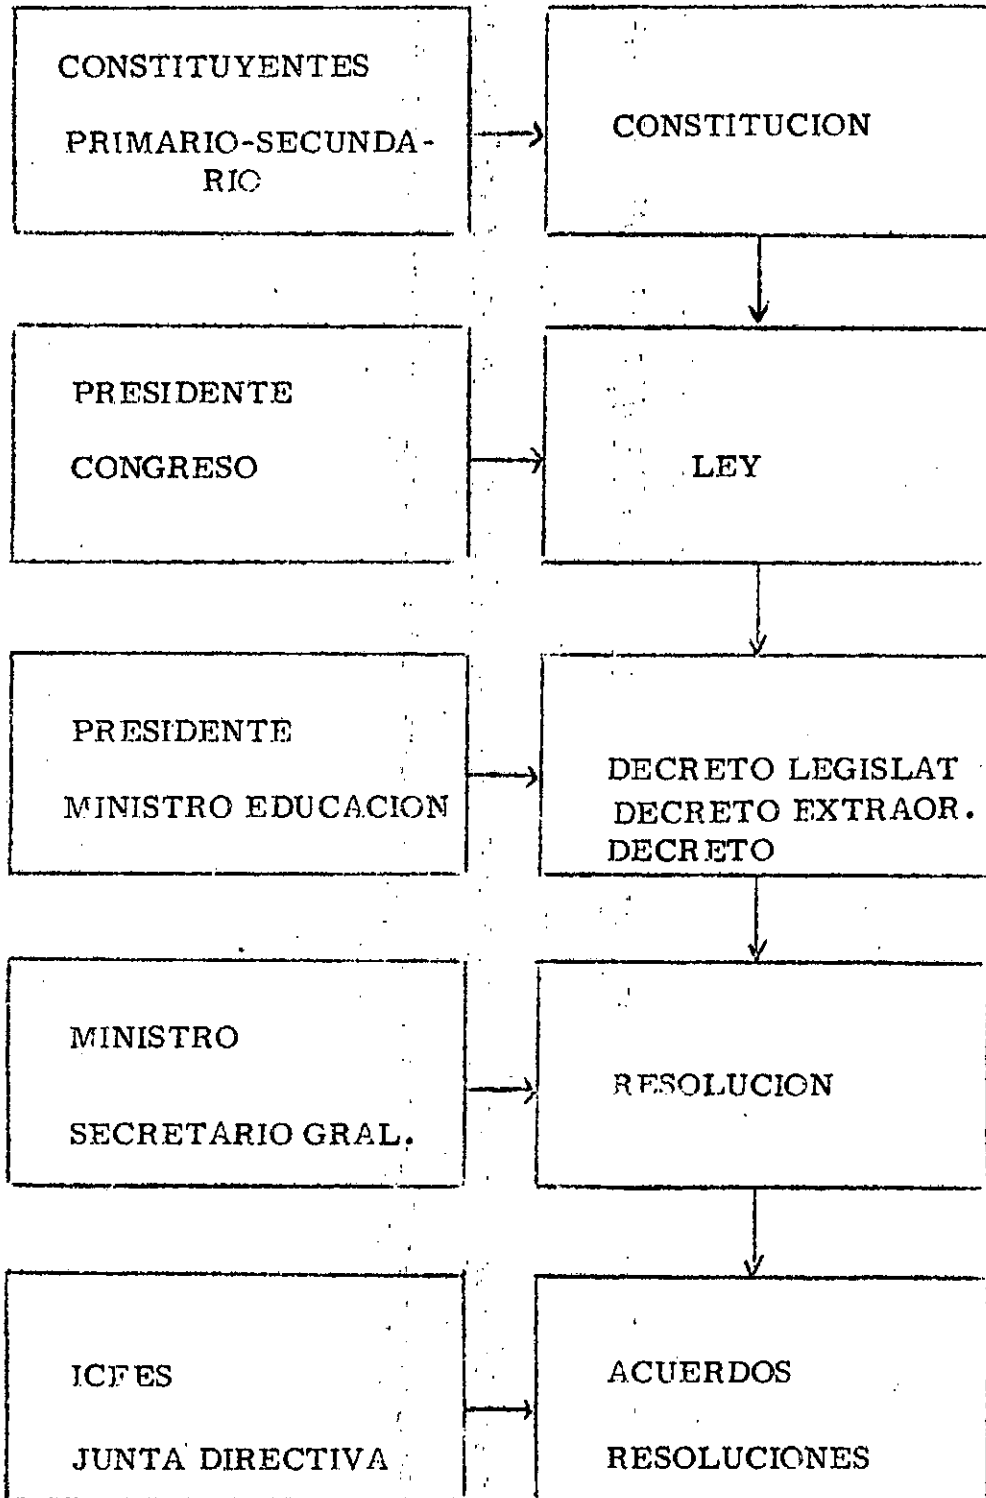 CONSTITUYENTES
PRIMARIO-SECUNDA-
RIO
CONSTITUCION
PRESIDENTE
CONGRESO
LEY
PRESIDENTE
MINISTRO EDUCACION
DECRETO LEGISLAT
DECRETO EXTRAOR.
DECRETO
MINISTRO
SECRETARIO GRAL.
RESOLUCION
ICFES
JUNTA DIRECTIVA
ACUERDOS
RESOLUCIONES